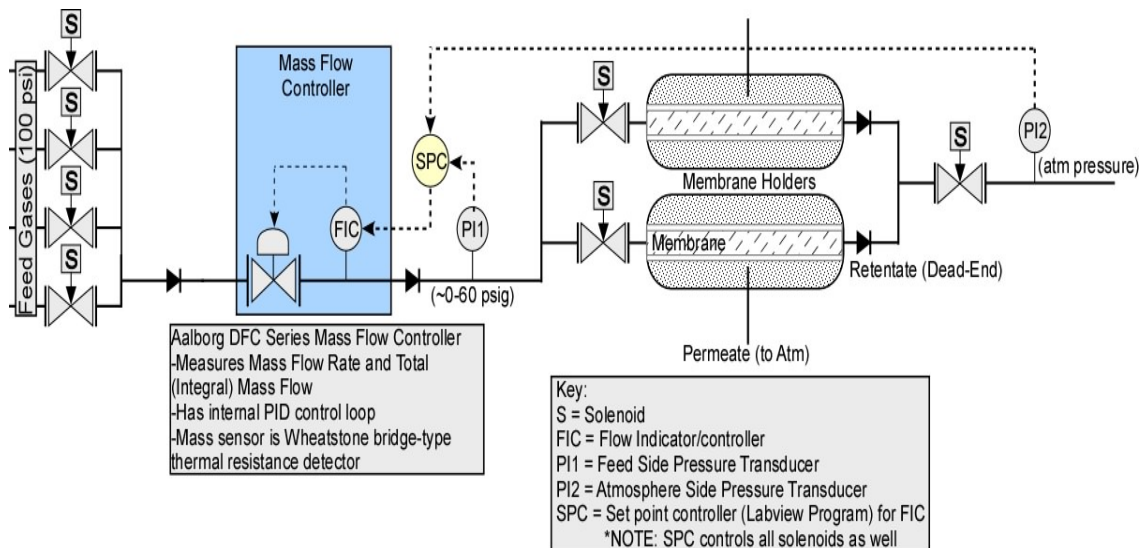 S
S
S
S
Feed Gases (100 psi)
Mass Flow
Controller
FIC
SPC
PI1
(~0-60 psig)
S
S
Membrane Holders
Membrane
Retentate (Dead-End)
Permeate (to Atm)
S
PI2
(atm pressure)
Aalborg DFC Series Mass Flow Controller
-Measures Mass Flow Rate and Total
(Integral) Mass Flow
-Has internal PID control loop
-Mass sensor is Wheatstone bridge-type
thermal resistance detector
Key:
S = Solenoid
FIC = Flow Indicator/controller
PI1 = Feed Side Pressure Transducer
PI2 = Atmosphere Side Pressure Transducer
SPC = Set point controller (Labview Program) for FIC
*NOTE: SPC controls all solenoids as well